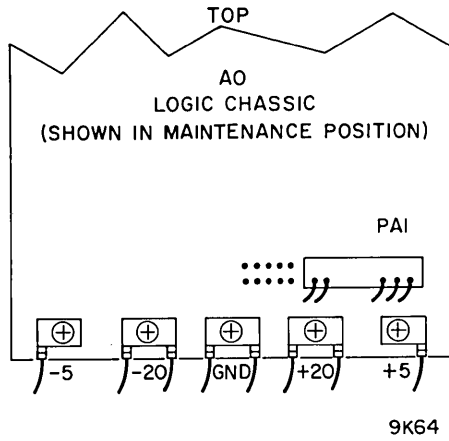 TOP
AO
LOGIC CHASSIC
(SHOWN IN MAINTENANCE POSITION)
PAI
-5 -20 GND +20 +5
9K64